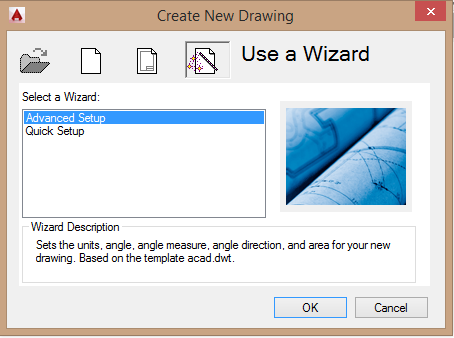 Create New Drawing
Use a Wizard
Select a Wizard:
Advanced Setup
Quick Setup
Wizard Description
Sets the units, angle, angle measure, angle direction, and area for your new
drawing. Based on the template acad.dwt.
OK
Cancel